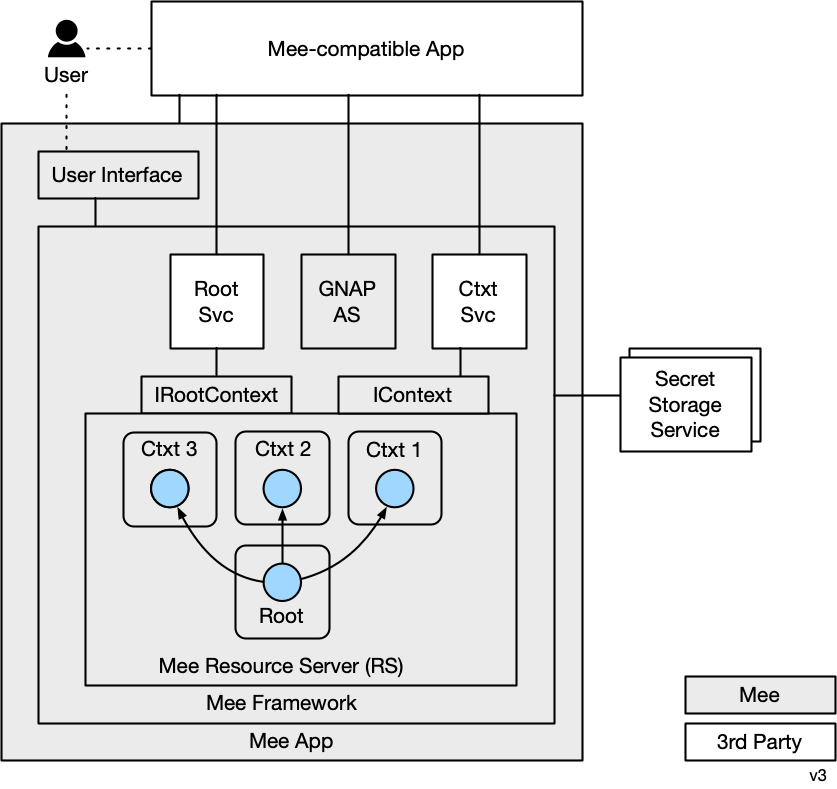 Mee-compatible App
User
User Interface
Root
Svc
GNAP
AS
Ctxt
Svc
IRootContext
IContext
Secret
Storage
Service
Ctxt 3
Ctxt 2
Ctxt 1
Root
Mee Resource Server (RS)
Mee Framework
Mee App
Mee
3rd Party
v3